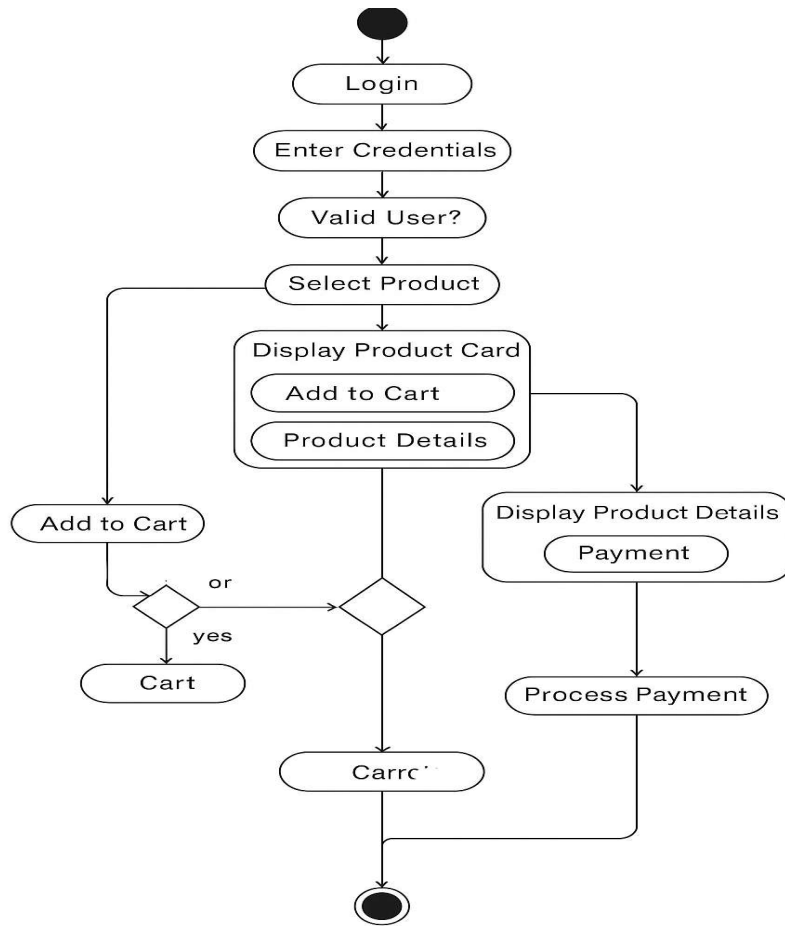 Login
Enter Credentials
Valid User?
Select Product
Display Product Card
Add to Cart
Product Details
Add to Cart
Display Product Details
Payment
or
yes
Cart
Process Payment